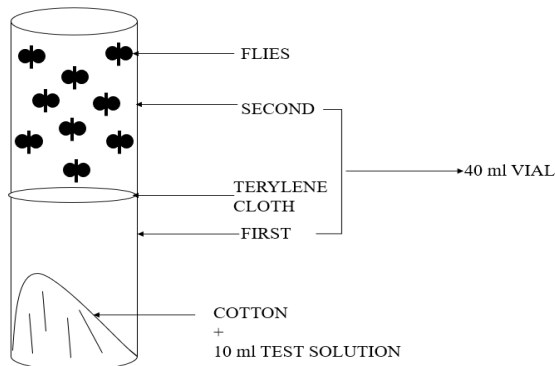 FLIES
SECOND
40 ml VIAL
TERYLENE
CLOTH
FIRST
COTTON
+
10 ml TEST SOLUTION